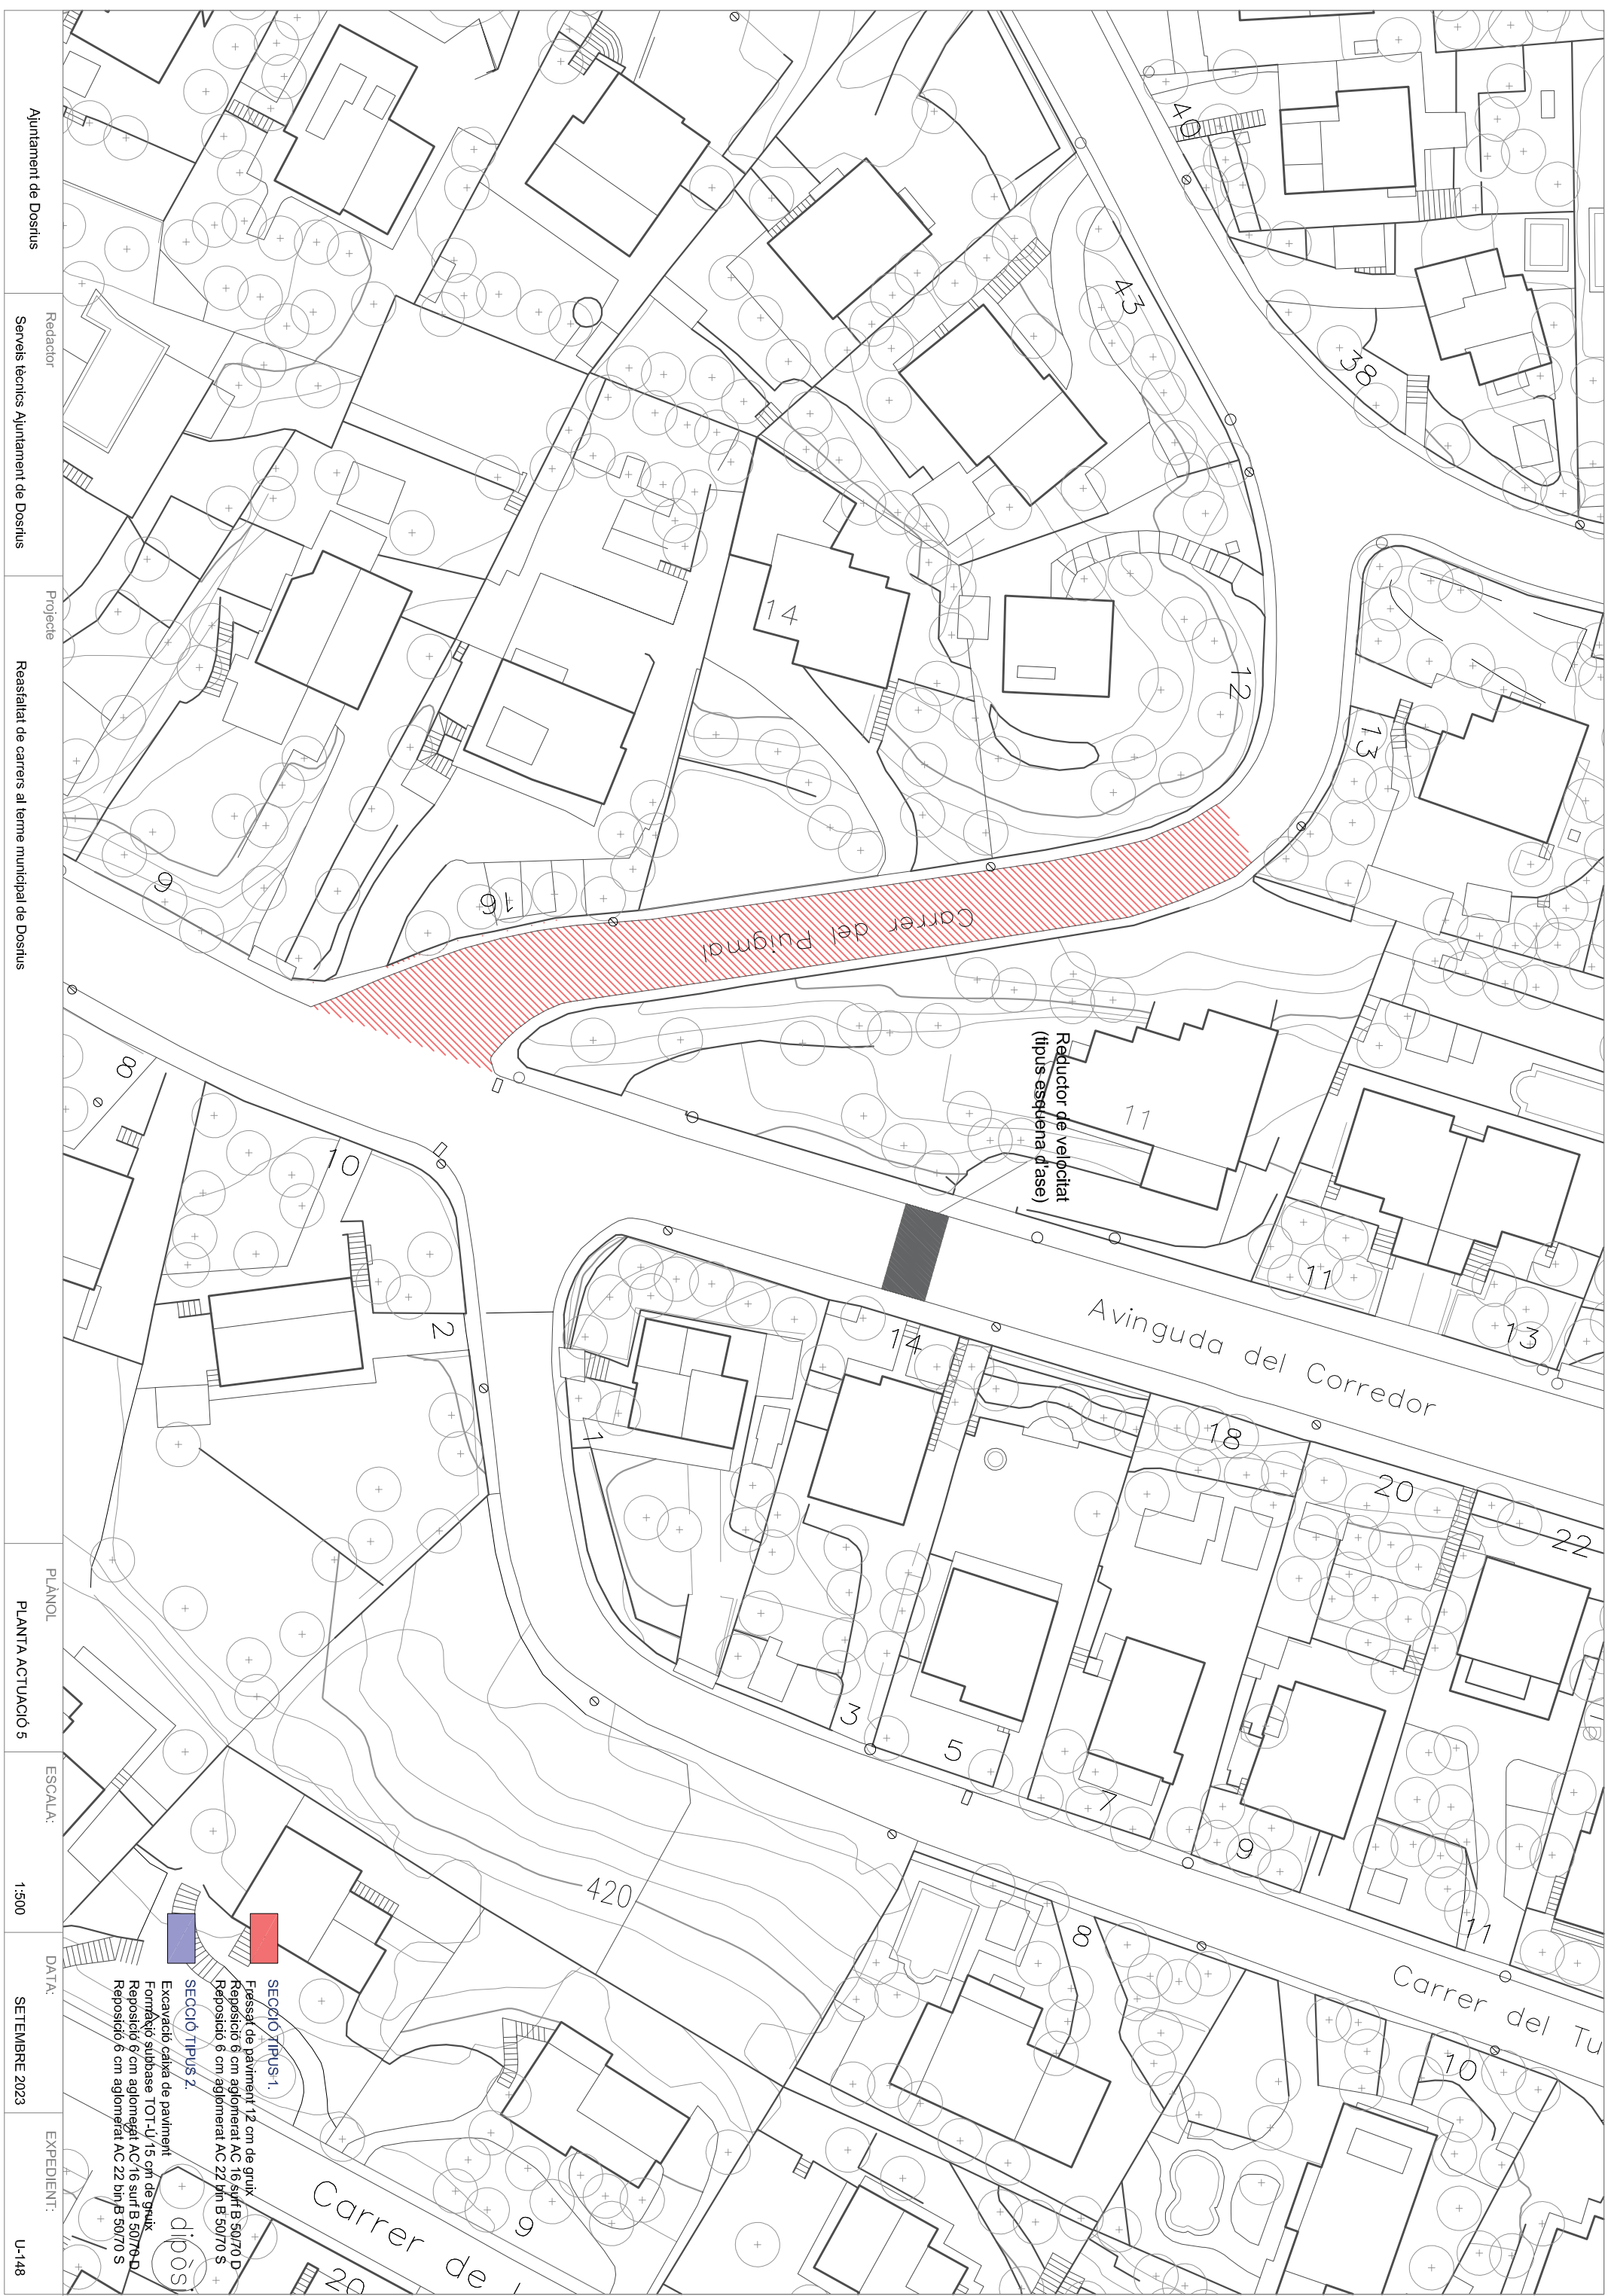 40
43
38
14
12
13
9
16
Carrer del Puigmal
8
10
2
11
Reductor de velocitat
(tipus esquena d'ase)
11
13
Avinguda del Corredor
14
18
20
22
1
3
5
7
9
11
420
8
10
Carrer del Tu
9
Carrer de
20
dipòsi
SECCIÓ TIPUS 1.
Fressat de paviment 12 cm de gruix
Reposició 6 cm aglomerat AC 16 surf B 50/70 D
Reposició 6 cm aglomerat AC 22 bin B 50/70 S
SECCIÓ TIPUS 2.
Excavació caixa de paviment
Formació subbase TOT-Ú 15 cm de gruix
Reposició 6 cm aglomerat AC 16 surf B 50/70 D
Reposició 6 cm aglomerat AC 22 bin B 50/70 S
Ajuntament de Dosrius
Redactor
Serveis tècnics Ajuntament de Dosrius
Projecte
Reasfaltat de carrers al terme municipal de Dosrius
PLÀNOL
PLANTA ACTUACIÓ 5
ESCALA:
1:500
DATA:
SETEMBRE 2023
EXPEDIENT:
U-148